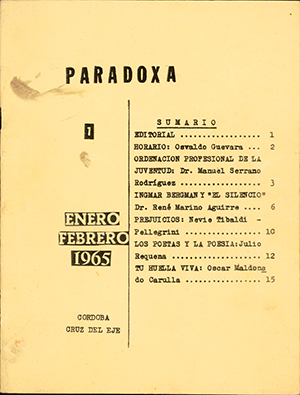 PARADOXA
1
ENERO
FEBRERO
1965
CORDOBA
CRUZ DEL EJE
SUMARIO
EDITORIAL ................. 1
HORARIO: Osvaldo Guevara ... 2
ORDENACION PROFESIONAL DE LA
JUVENTUD: Dr. Manuel Serrano
Rodríguez ................. 3
INGMAR BERGMAN Y "EL SILENCIO"
Dr. René Marino Aguirre .... 6
PREJUICIOS: Nevie Tibaldi -
Pellegrini ................ 10
LOS POETAS Y LA POESIA:Julio
Requena ................... 12
TU HUELLA VIVA: Oscar Maldona
do Carulla ................ 15